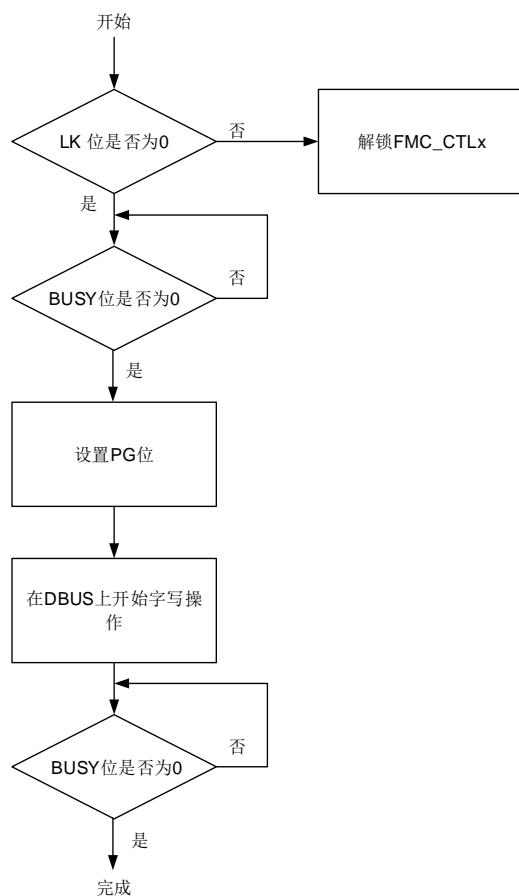 开始
LK 位是否为0
否
解锁FMC_CTLx
是
BUSY位是否为0
否
是
设置PG位
在DBUS上开始字写操
作
BUSY位是否为0
否
是
完成